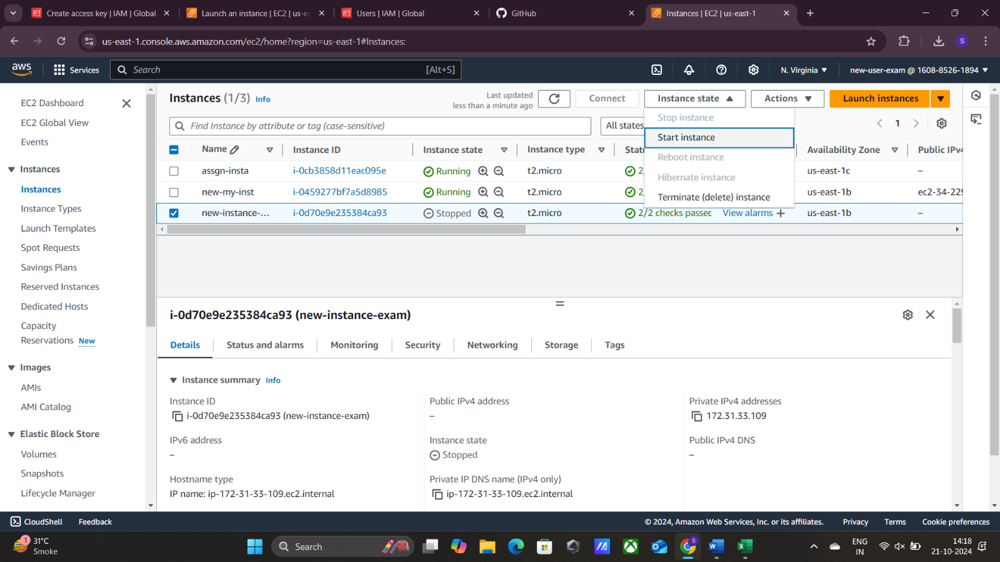 Create access key | IAM | Global
Launch an instance | EC2 | us-ea
Users | IAM | Global
GitHub
Instances | EC2 | us-east-1
us-east-1.console.aws.amazon.com/ec2/home?region=us-east-1#Instances:
S
aws
Services
Search
[Alt+S]
N. Virginia
new-user-exam @ 1608-8526-1894
EC2 Dashboard
EC2 Global View
Events
Instances
Instances
Instance Types
Launch Templates
Spot Requests
Savings Plans
Reserved Instances
Dedicated Hosts
Capacity
Reservations New
Images
AMIs
AMI Catalog
Elastic Block Store
Volumes
Snapshots
Lifecycle Manager
Instances (1/3) Info
Last updated
less than a minute ago
Connect
Instance state
Actions
Launch instances
Find Instance by attribute or tag (case-sensitive)
All states
1
Stop instance
Start instance
Reboot instance
Hibernate instance
Terminate (delete) instance
Name Instance ID Instance state Instance type Statu Availability Zone Public IPv4
assgn-insta i-0cb3858d11eac095e Running t2.micro 2, us-east-1c –
new-my-inst i-0459277bf7a5d8985 Running t2.micro 2, us-east-1b ec2-34-229
new-instance-... i-0d70e9e235384ca93 Stopped t2.micro 2/2 checks passec View alarms + us-east-1b –
i-0d70e9e235384ca93 (new-instance-exam)
Details Status and alarms Monitoring Security Networking Storage Tags
Instance summary Info
Instance ID
i-0d70e9e235384ca93 (new-instance-exam)
Public IPv4 address
–
Private IPv4 addresses
172.31.33.109
IPv6 address
–
Instance state
Stopped
Public IPv4 DNS
–
Hostname type
IP name: ip-172-31-33-109.ec2.internal
Private IP DNS name (IPv4 only)
ip-172-31-33-109.ec2.internal
CloudShell Feedback
© 2024, Amazon Web Services, Inc. or its affiliates. Privacy Terms Cookie preferences
1
31°C
Smoke
Search
S
ENG
IN
14:18
21-10-2024